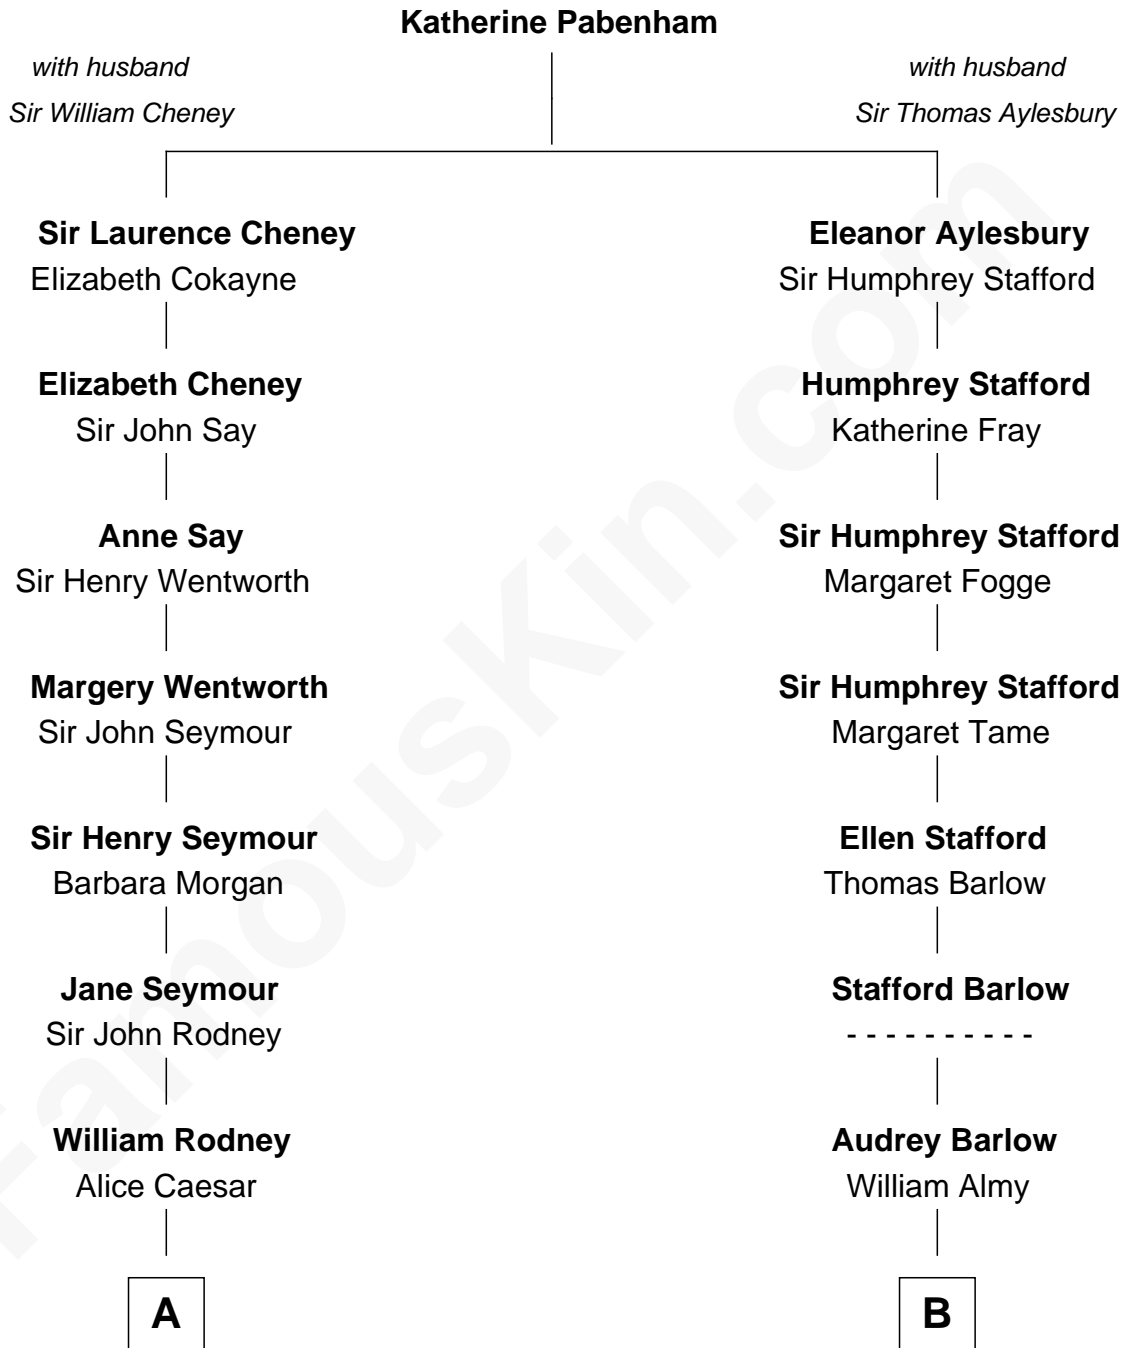 Katherine Pabenham
with husband
Sir William Cheney
with husband
Sir Thomas Aylesbury
Sir Laurence Cheney
Elizabeth Cokayne
Eleanor Aylesbury
Sir Humphrey Stafford
Elizabeth Cheney
Sir John Say
Humphrey Stafford
Katherine Fray
Anne Say
Sir Henry Wentworth
Sir Humphrey Stafford
Margaret Fogge
Margery Wentworth
Sir John Seymour
Sir Humphrey Stafford
Margaret Tame
Sir Henry Seymour
Barbara Morgan
Ellen Stafford
Thomas Barlow
Jane Seymour
Sir John Rodney
Stafford Barlow
- - - - - - - - - -
William Rodney
Alice Caesar
Audrey Barlow
William Almy
A
B
FamousKin.com